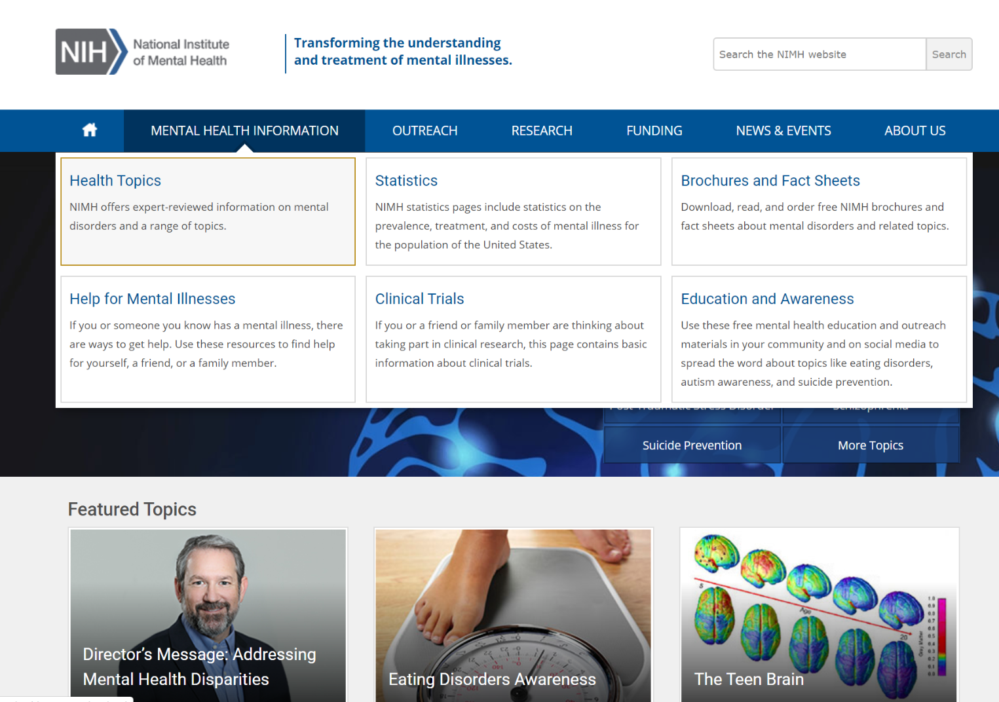 NIH
National Institute
of Mental Health
Transforming the understanding
and treatment of mental illnesses.
Search the NIMH website
Search
MENTAL HEALTH INFORMATION
OUTREACH
RESEARCH
FUNDING
NEWS & EVENTS
ABOUT US
Health Topics
NIMH offers expert-reviewed information on mental
disorders and a range of topics.
Statistics
NIMH statistics pages include statistics on the
prevalence, treatment, and costs of mental illness for
the population of the United States.
Brochures and Fact Sheets
Download, read, and order free NIMH brochures and
fact sheets about mental disorders and related topics.
Help for Mental Illnesses
If you or someone you know has a mental illness, there
are ways to get help. Use these resources to find help
for yourself, a friend, or a family member.
Clinical Trials
If you or a friend or family member are thinking about
taking part in clinical research, this page contains basic
information about clinical trials.
Education and Awareness
Use these free mental health education and outreach
materials in your community and on social media to
spread the word about topics like eating disorders,
autism awareness, and suicide prevention.
Post-Traumatic Stress Disorder
Schizophrenia
Suicide Prevention
More Topics
Featured Topics
Director’s Message: Addressing
Mental Health Disparities
Eating Disorders Awareness
5
Age
20
Gray Matter
The Teen Brain